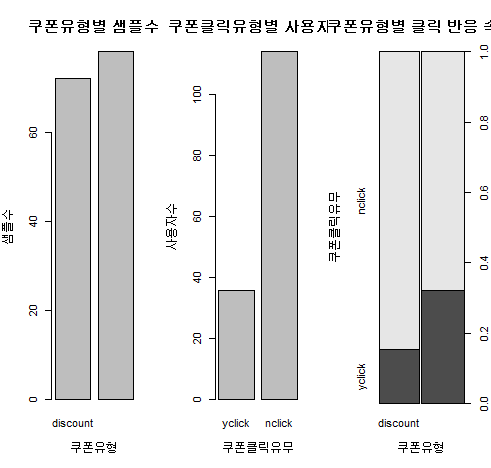 쿠폰유형별 샘플수
샘플수
0
20
40
60
discount
쿠폰유형
쿠폰클릭유형별 사용자
사용자수
0
20
40
60
80
100
yclick
nclick
쿠폰클릭유무
쿠폰유형별 클릭 반응
쿠폰클릭유무
nclick
yclick
0.0
0.2
0.4
0.6
0.8
1.0
discount
쿠폰유형